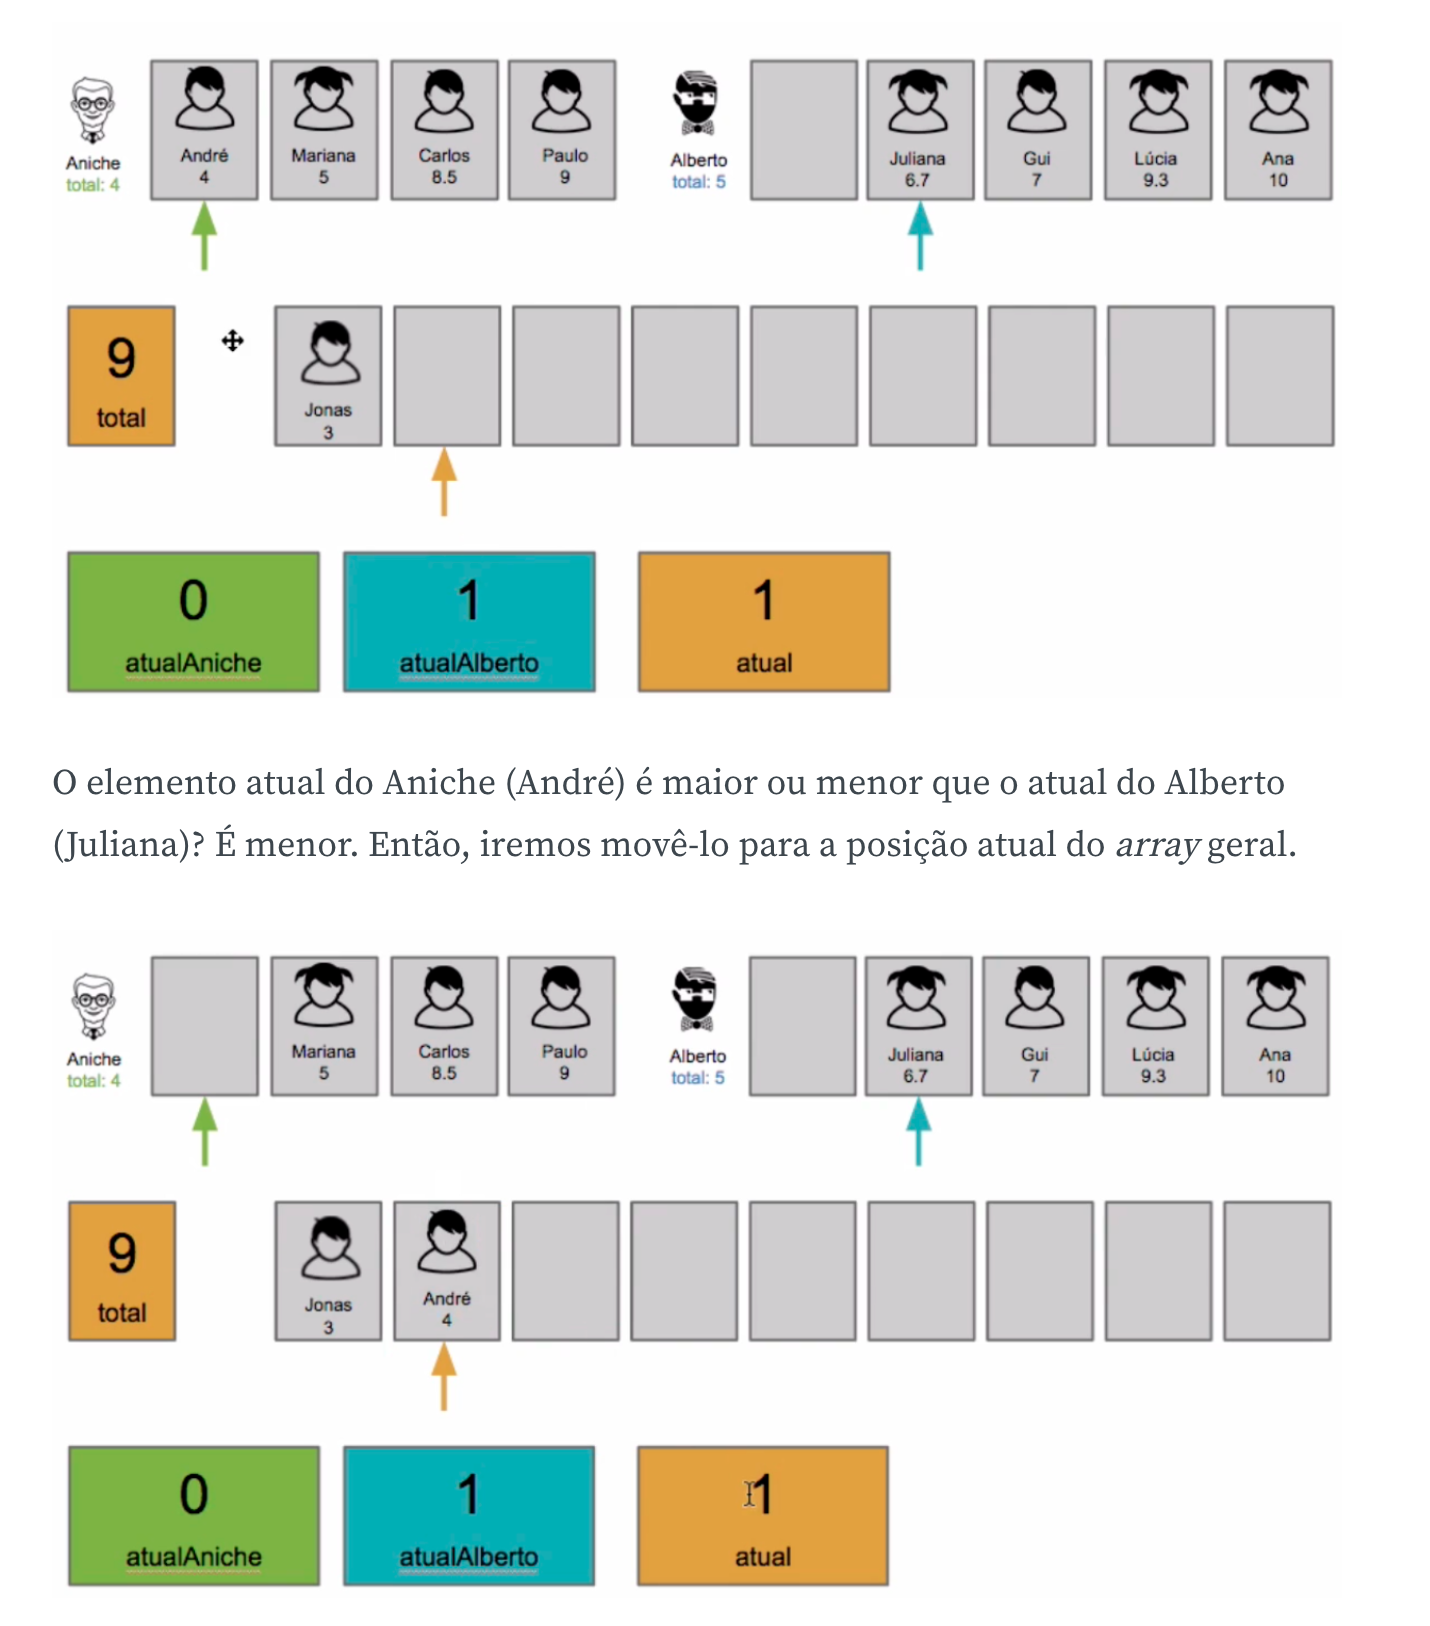 André Mariana Carlos Paulo Juliana Gui Lúcia Ana
Aniche 4 5 8.5 9 Alberto 6.7 7 9.3 10
total: 4 total: 5
9
total
Jonas
3
0 1 1
atualAniche atualAlberto atual
O elemento atual do Aniche (André) é maior ou menor que o atual do Alberto
(Juliana)? É menor. Então, iremos movê-lo para a posição atual do array geral.
Mariana Carlos Paulo Juliana Gui Lúcia Ana
Aniche 5 8.5 9 Alberto 6.7 7 9.3 10
total: 4 total: 5
9
total
Jonas André
3 4
0 1 1
atualAniche atualAlberto atual